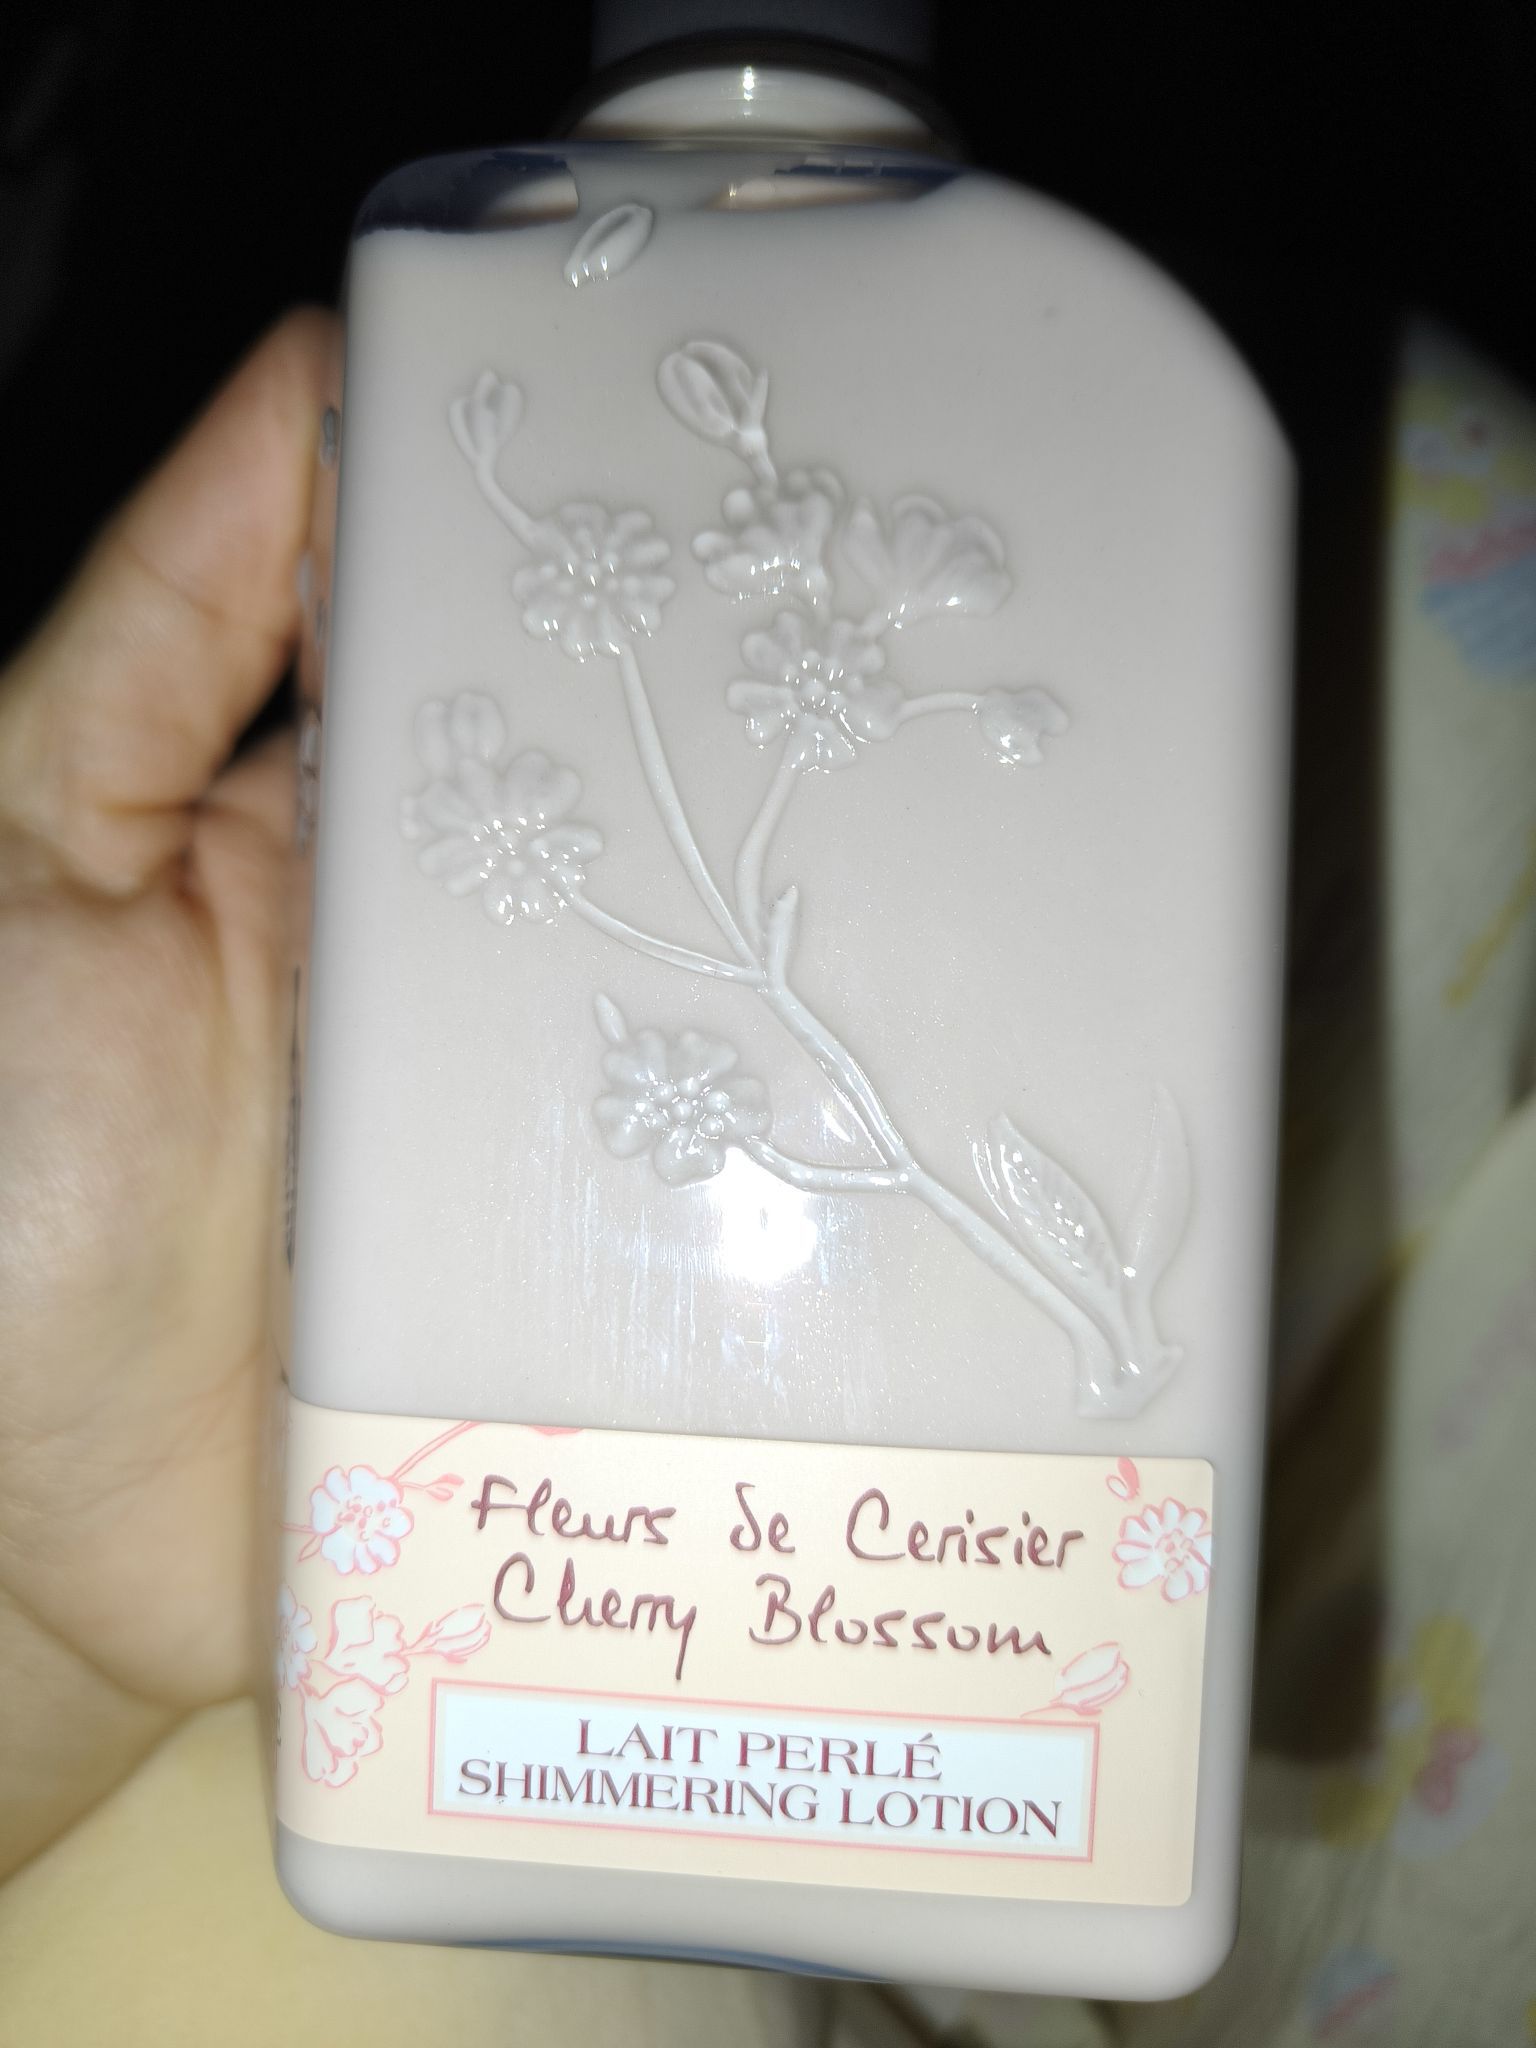 Fleurs de Cerisier
Cherry Blossom
LAIT PERLÉ
SHIMMERING LOTION